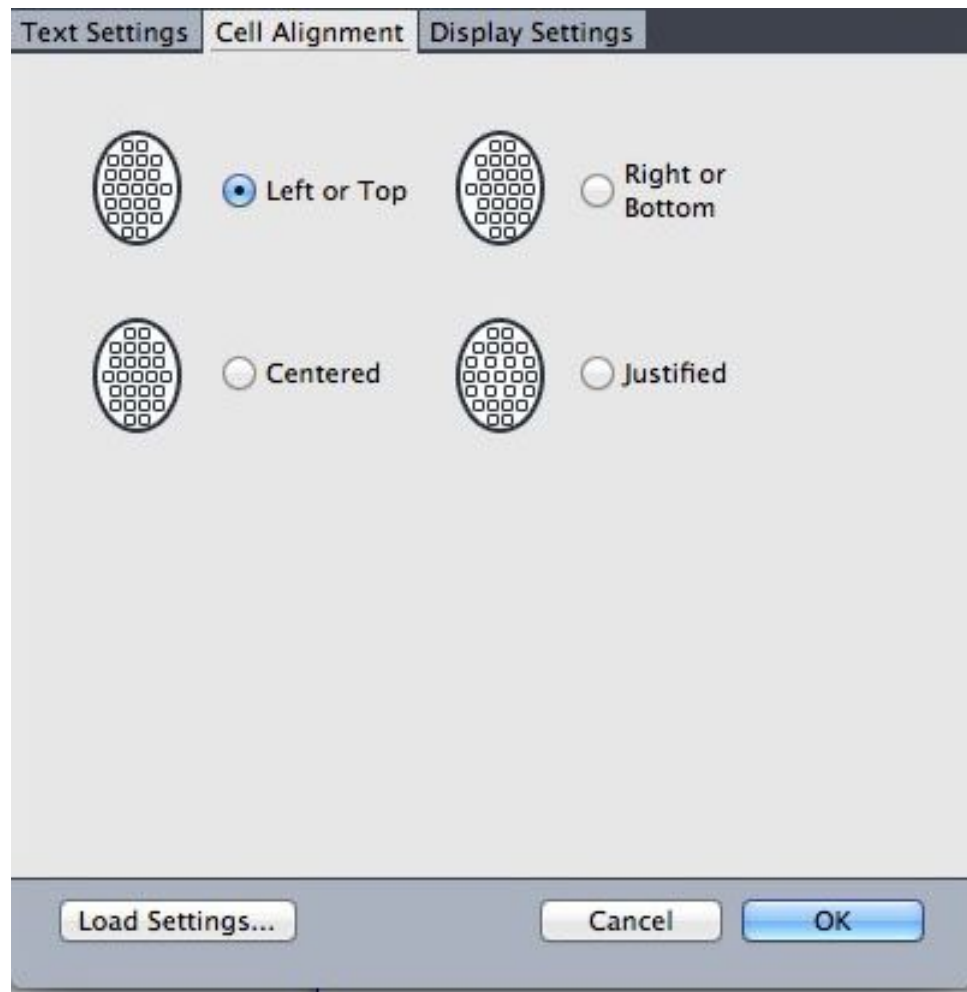 Text Settings Cell Alignment Display Settings
Left or Top
Right or
Bottom
Centered
Justified
Load Settings... Cancel OK